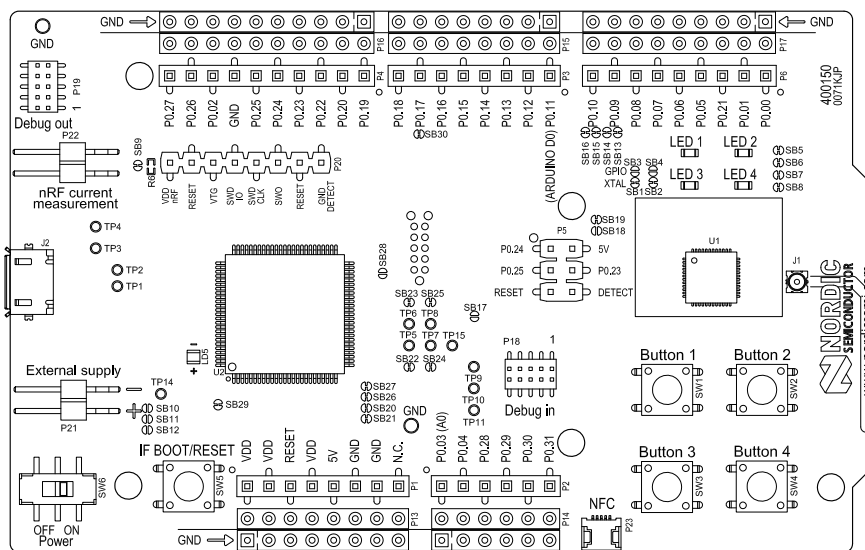 GND
GND
GND
P16
P15
P17
P19
1
Debug out
P4
P3
P6
P0.27
P0.26
P0.02
GND
P0.25
P0.24
P0.23
P0.22
P0.20
P0.19
P0.18
P0.17
P0.16
P0.15
P0.14
P0.13
P0.12
P0.11
(ARDUINO D0)
P0.10
P0.09
P0.08
P0.07
P0.06
P0.05
P0.21
P0.01
P0.00
400150
0071KJP
P22
nRF current
measurement
SB9
R6
P20
VDD
nRF
RESET
VTG
SWD
IO
SWD
CLK
SWO
RESET
GND
DETECT
SB30
SB16
SB15
SB14
SB13
LED 1
LED 2
LED 3
LED 4
GPIO
XTAL
SB3
SB4
SB1
SB2
SB5
SB6
SB7
SB8
TP4
TP3
TP2
TP1
J2
SB28
SB19
SB18
P5
P0.24
5V
P0.25
P0.23
RESET
DETECT
U1
J1
NORDIC
SEMICONDUCTOR
SB23
SB25
TP6
TP8
TP5
TP7
TP15
SB22
SB24
SB17
P18
1
Debug in
TP9
TP10
TP11
LD5
U2
External supply
P21
TP14
SB10
SB11
SB12
SB29
SB27
SB26
SB20
SB21
GND
Button 1
Button 2
SW1
SW2
Button 3
Button 4
SW3
SW4
IF BOOT/RESET
SW5
SW6
OFF ON
Power
VDD
VDD
RESET
VDD
5V
GND
GND
N.C.
P0.03 (A0)
P0.04
P0.28
P0.29
P0.30
P0.31
P1
P2
P13
P14
GND
NFC
P23